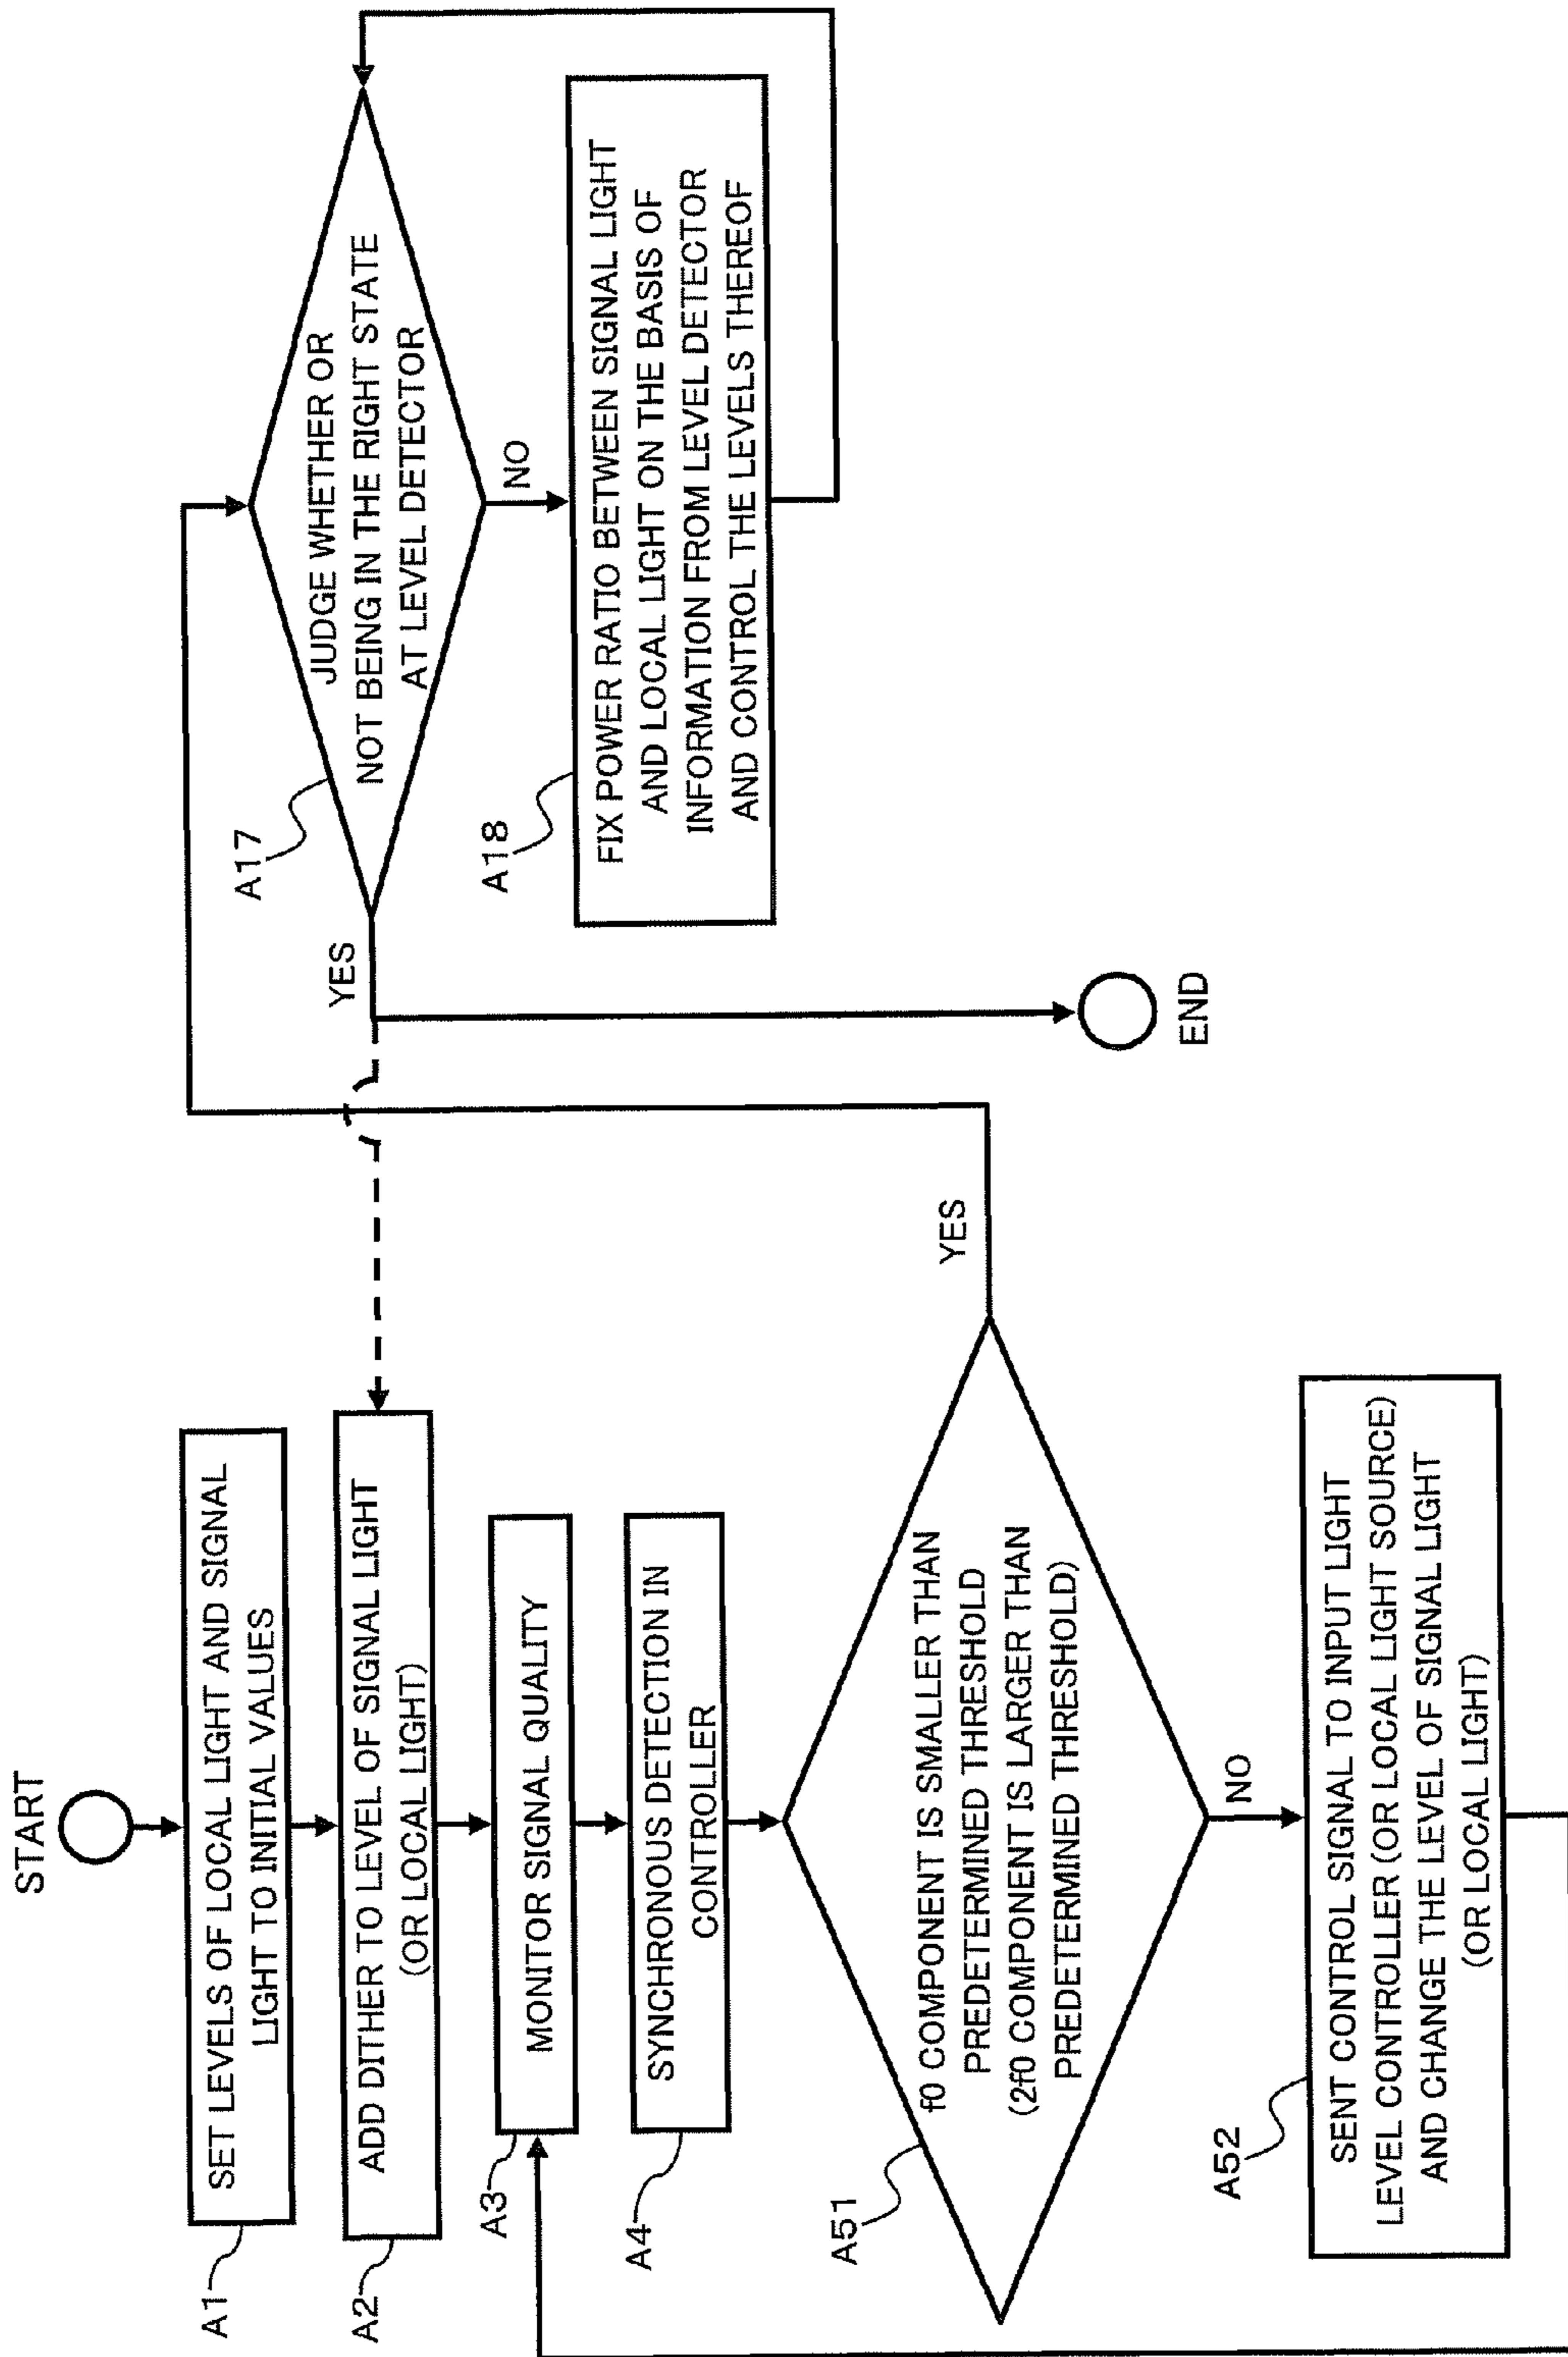 START
A1
SET LEVELS OF LOCAL LIGHT AND SIGNAL
LIGHT TO INITIAL VALUES
A2
ADD DITHER TO LEVEL OF SIGNAL LIGHT
(OR LOCAL LIGHT)
A3
MONITOR SIGNAL QUALITY
A4
SYNCHRONOUS DETECTION IN
CONTROLLER
A51
f0 COMPONENT IS SMALLER THAN
PREDETERMINED THRESHOLD
(2f0 COMPONENT IS LARGER THAN
PREDETERMINED THRESHOLD)
YES
NO
A52
SENT CONTROL SIGNAL TO INPUT LIGHT
LEVEL CONTROLLER (OR LOCAL LIGHT SOURCE)
AND CHANGE THE LEVEL OF SIGNAL LIGHT
(OR LOCAL LIGHT)
A17
JUDGE WHETHER OR
NOT BEING IN THE RIGHT STATE
AT LEVEL DETECTOR
YES
NO
A18
FIX POWER RATIO BETWEEN SIGNAL LIGHT
AND LOCAL LIGHT ON THE BASIS OF
INFORMATION FROM LEVEL DETECTOR
AND CONTROL THE LEVELS THEREOF
END